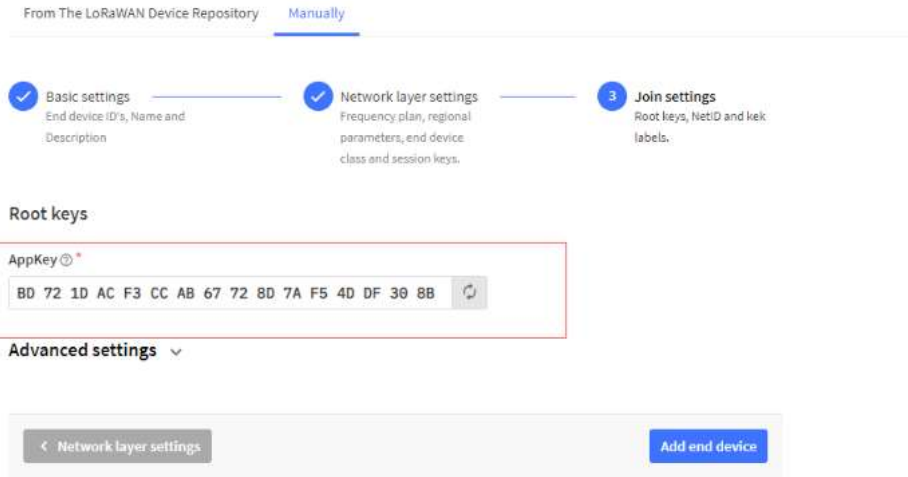 From The LoRaWAN Device Repository Manually
Basic settings
End device ID's, Name and
Description
Network layer settings
Frequency plan, regional
parameters, end device
class and session keys.
3 Join settings
Root keys, NetID and kek
labels.
Root keys
AppKey *
BD 72 1D AC F3 CC AB 67 72 8D 7A F5 4D DF 30 8B
Advanced settings
Network layer settings
Add end device